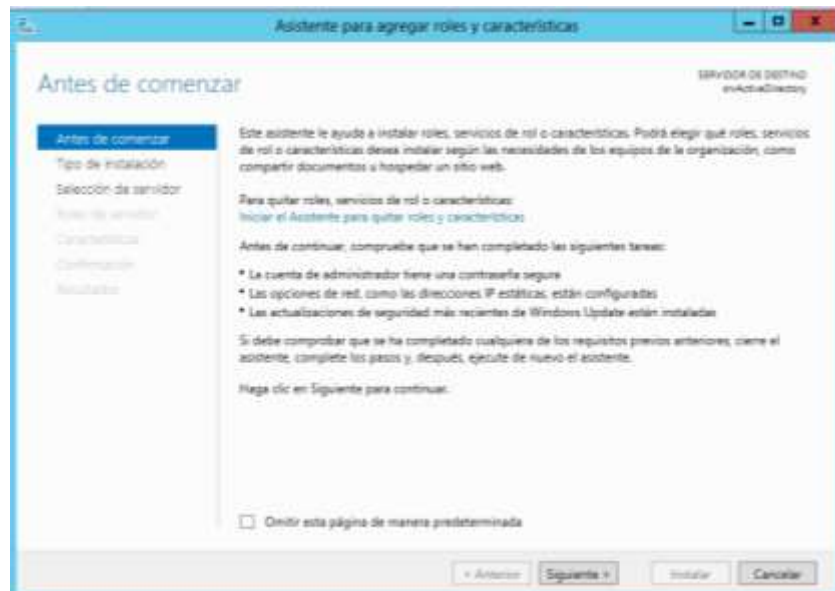 Asistente para agregar roles y características
Antes de comenzar
SERVIDOR DE DESTINO
srvActiveDirectory
Antes de comenzar
Tipo de instalación
Selección de servidor
Roles de servidor
Características
Confirmación
Resultados
Este asistente le ayuda a instalar roles, servicios de rol o características. Podrá elegir qué roles, servicios
de rol o características desea instalar según las necesidades de los equipos de la organización, como
compartir documentos u hospedar un sitio web.
Para quitar roles, servicios de rol o características:
Iniciar el Asistente para quitar roles y características
Antes de continuar, compruebe que se han completado las siguientes tareas:
• La cuenta de administrador tiene una contraseña segura
• Las opciones de red, como las direcciones IP estáticas, están configuradas
• Las actualizaciones de seguridad más recientes de Windows Update están instaladas
Si debe comprobar que se ha completado cualquiera de los requisitos previos anteriores, cierre el
asistente, complete los pasos y, después, ejecute de nuevo el asistente.
Haga clic en Siguiente para continuar.
Omitir esta página de manera predeterminada
< Anterior
Siguiente >
Instalar
Cancelar